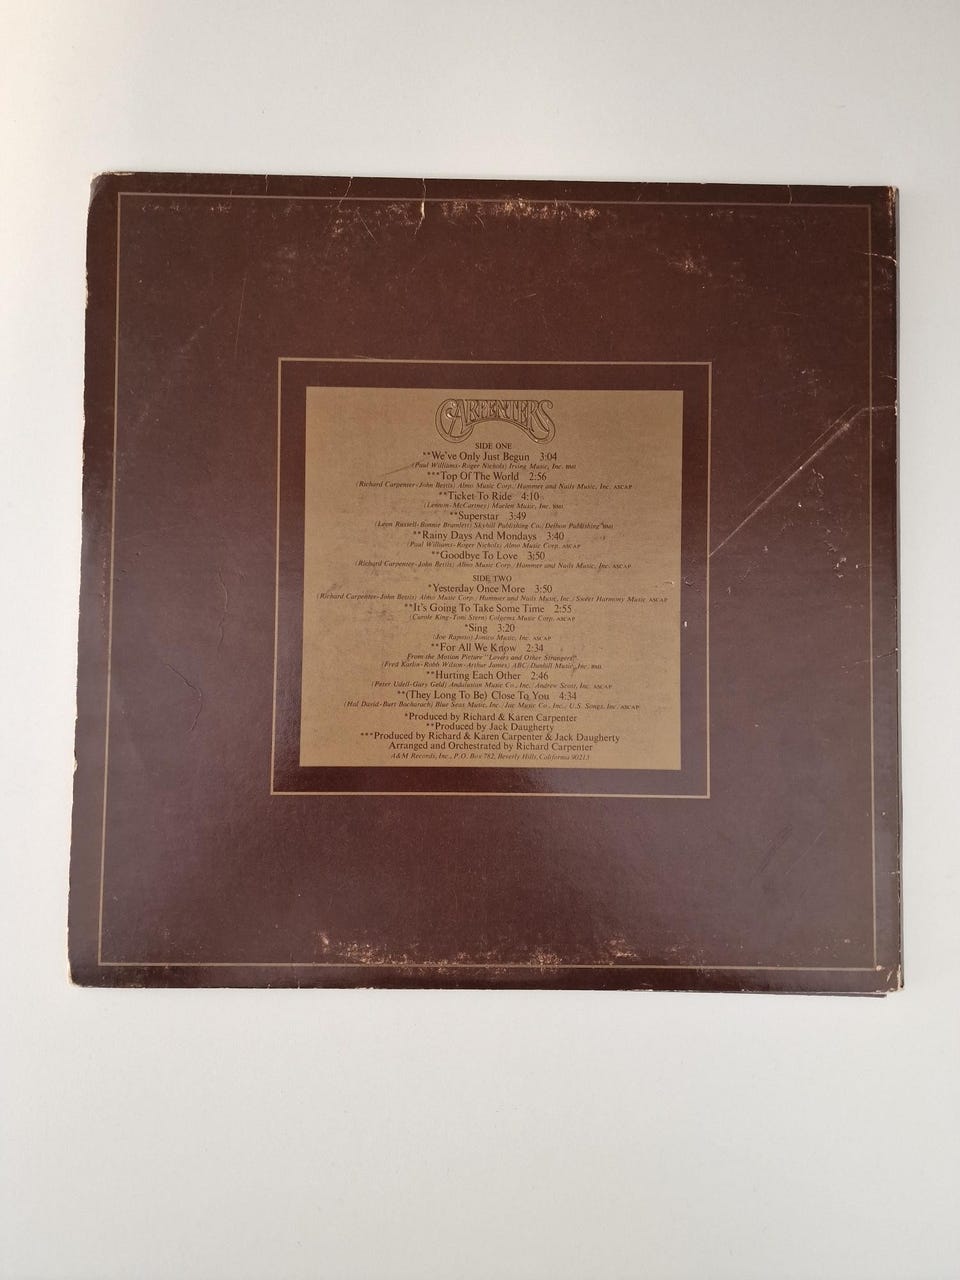 CARPENTERS
SIDE ONE
**We've Only Just Begun 3:04
(Paul Williams-Roger Nichols) Irving Music, Inc. BMI
***Top Of The World 2:56
(Richard Carpenter-John Bettis) Almo Music Corp./Hammer and Nails Music, Inc. ASCAP
**Ticket To Ride 4:10
(Lennon-McCartney) Maclen Music, Inc. BMI
**Superstar 3:49
(Leon Russell-Bonnie Bramlett) Skyhill Publishing Co./Delbon Publishing BMI
**Rainy Days And Mondays 3:40
(Paul Williams-Roger Nichols) Almo Music Corp. ASCAP
**Goodbye To Love 3:50
(Richard Carpenter-John Bettis) Almo Music Corp./Hammer and Nails Music, Inc. ASCAP
SIDE TWO
*Yesterday Once More 3:50
(Richard Carpenter-John Bettis) Almo Music Corp./Hammer and Nails Music, Inc./Sweet Harmony Music ASCAP
**It's Going To Take Some Time 2:55
(Carole King-Toni Stern) Colgems Music Corp. ASCAP
*Sing 3:20
(Joe Raposo) Jonico Music, Inc. ASCAP
**For All We Know 2:34
From the Motion Picture "Lovers and Other Strangers"
(Fred Karlin-Robb Wilson-Arthur James) ABC/Dunhill Music, Inc. BMI
**Hurting Each Other 2:46
(Peter Udell-Gary Geld) Andalusian Music Co., Inc./Andrew Scott, Inc. ASCAP
**(They Long To Be) Close To You 4:34
(Hal David-Burt Bacharach) Blue Seas Music, Inc./Jac Music Co., Inc./U.S. Songs, Inc. ASCAP
*Produced by Richard & Karen Carpenter
**Produced by Jack Daugherty
***Produced by Richard & Karen Carpenter & Jack Daugherty
Arranged and Orchestrated by Richard Carpenter
A&M Records, Inc., P.O. Box 782, Beverly Hills, California 90213